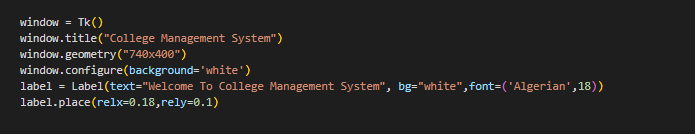 window = Tk()
window.title("College Management System")
window.geometry("740x400")
window.configure(background='white')
label = Label(text="Welcome To College Management System", bg="white",font=('Algerian',18))
label.place(relx=0.18,rely=0.1)